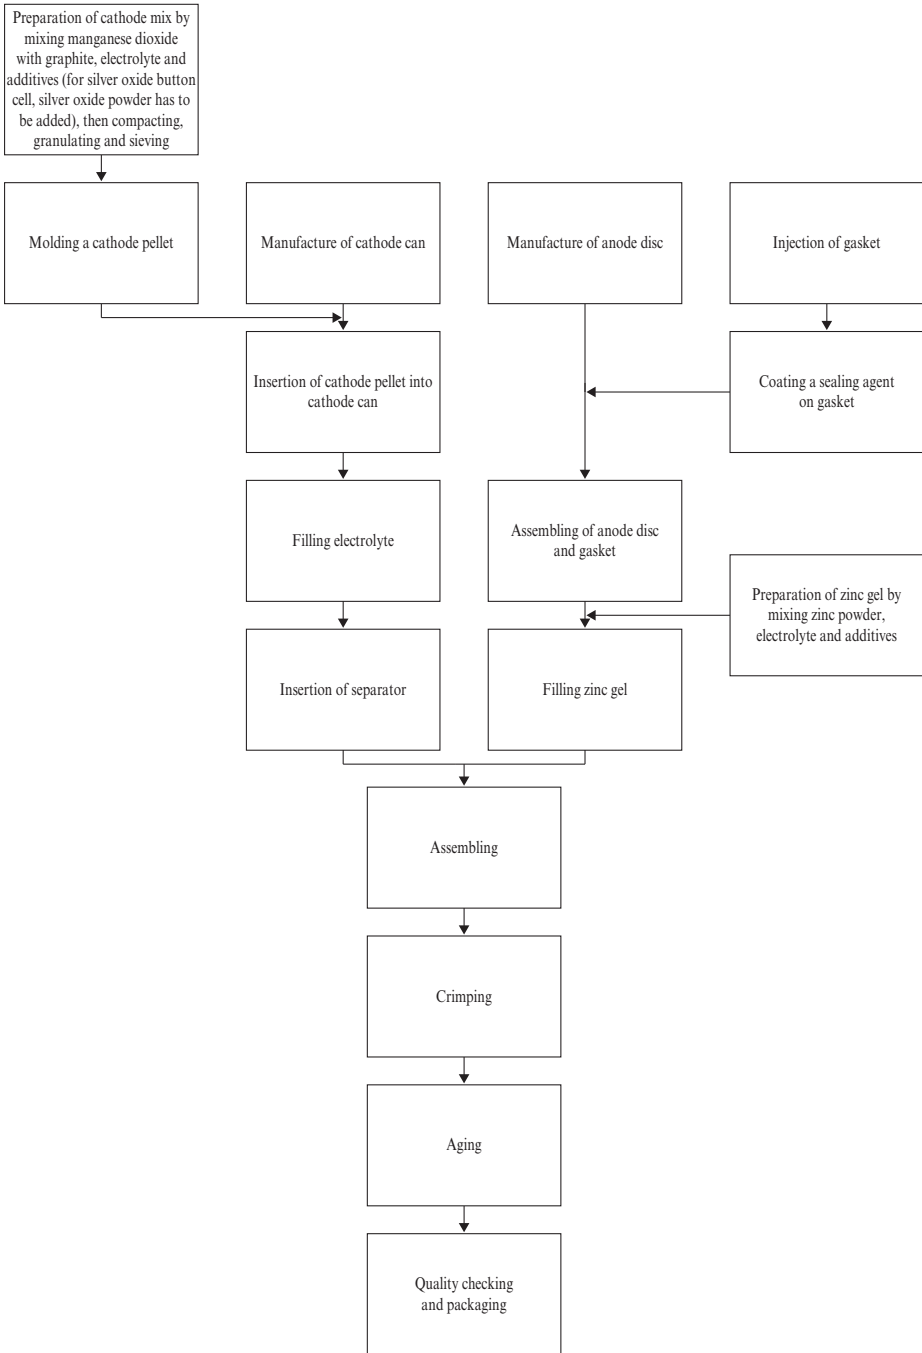 Preparation of cathode mix by
mixing manganese dioxide
with graphite, electrolyte and
additives (for silver oxide button
cell, silver oxide powder has to
be added), then compacting,
granulating and sieving
Molding a cathode pellet
Manufacture of cathode can
Manufacture of anode disc
Injection of gasket
Insertion of cathode pellet into
cathode can
Coating a sealing agent
on gasket
Filling electrolyte
Assembling of anode disc
and gasket
Preparation of zinc gel by
mixing zinc powder,
electrolyte and additives
Insertion of separator
Filling zinc gel
Assembling
Crimping
Aging
Quality checking
and packaging